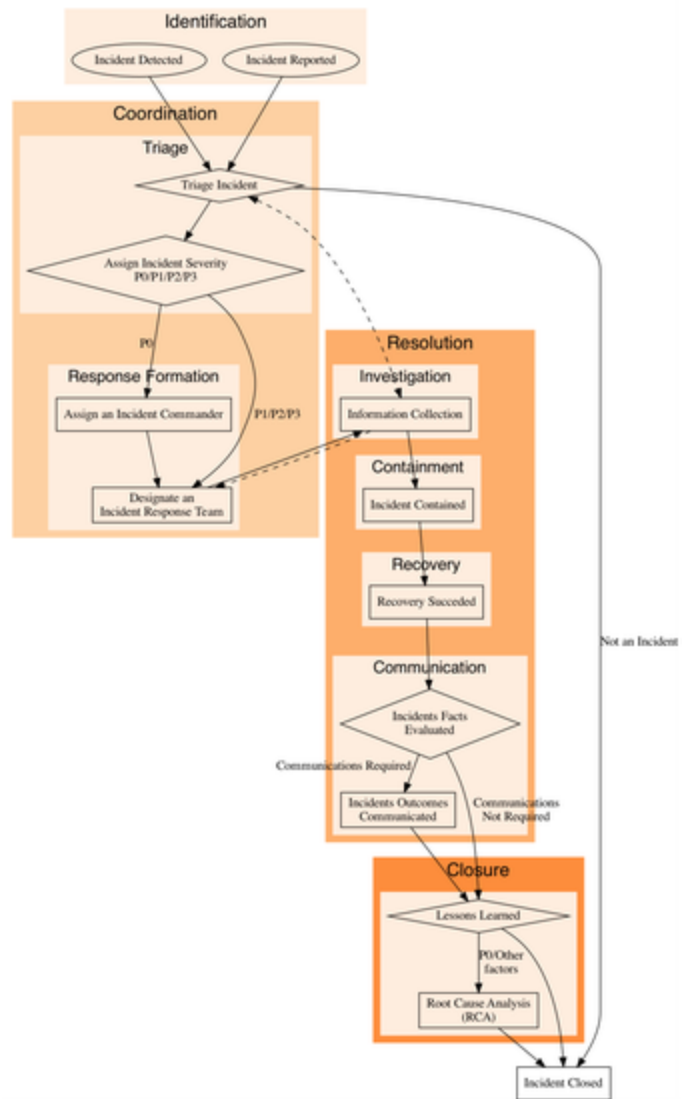 Identification
Incident Detected
Incident Reported
Coordination
Triage
Triage Incident
Assign Incident Severity
P0/P1/P2/P3
P0
Response Formation
Assign an Incident Commander
P1/P2/P3
Designate an
Incident Response Team
Resolution
Investigation
Information Collection
Containment
Incident Contained
Recovery
Recovery Succeded
Not an Incident
Communication
Incidents Facts
Evaluated
Communications Required
Incidents Outcomes
Communicated
Communications
Not Required
Closure
Lessons Learned
P0/Other
factors
Root Cause Analysis
(RCA)
Incident Closed